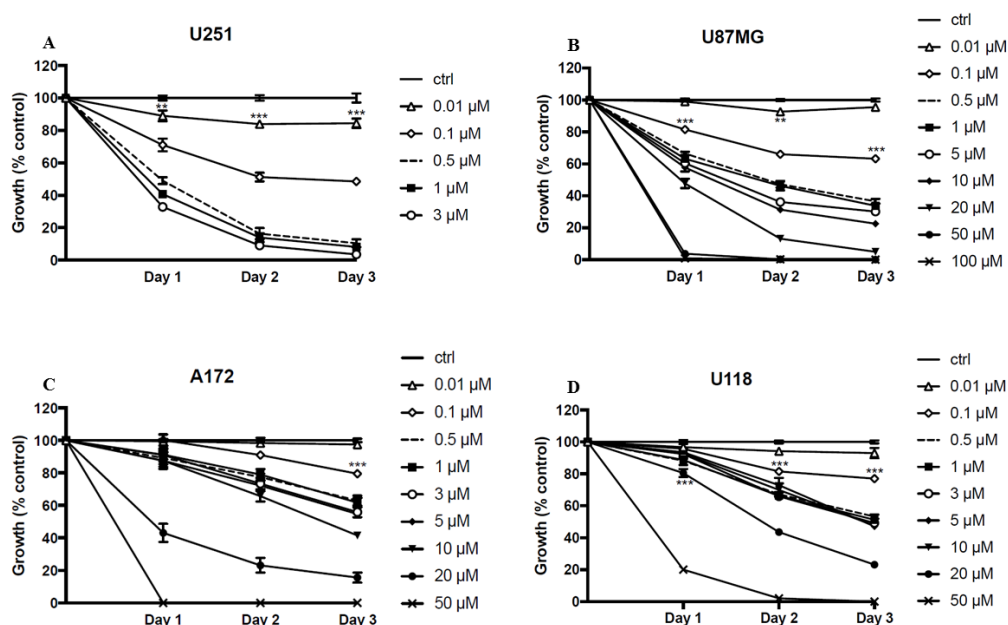 A
U251
Growth (% control)
120
100
80
60
40
20
0
**
***
***
Day 1 Day 2 Day 3
ctrl
0.01 µM
0.1 µM
0.5 µM
1 µM
3 µM
B
U87MG
Growth (% control)
120
100
80
60
40
20
0
***
**
***
Day 1 Day 2 Day 3
ctrl
0.01 µM
0.1 µM
0.5 µM
1 µM
5 µM
10 µM
20 µM
50 µM
100 µM
C
A172
Growth (% control)
120
100
80
60
40
20
0
***
Day 1 Day 2 Day 3
ctrl
0.01 µM
0.1 µM
0.5 µM
1 µM
3 µM
5 µM
10 µM
20 µM
50 µM
D
U118
Growth (% control)
120
100
80
60
40
20
0
***
***
***
Day 1 Day 2 Day 3
ctrl
0.01 µM
0.1 µM
0.5 µM
1 µM
3 µM
5 µM
10 µM
20 µM
50 µM